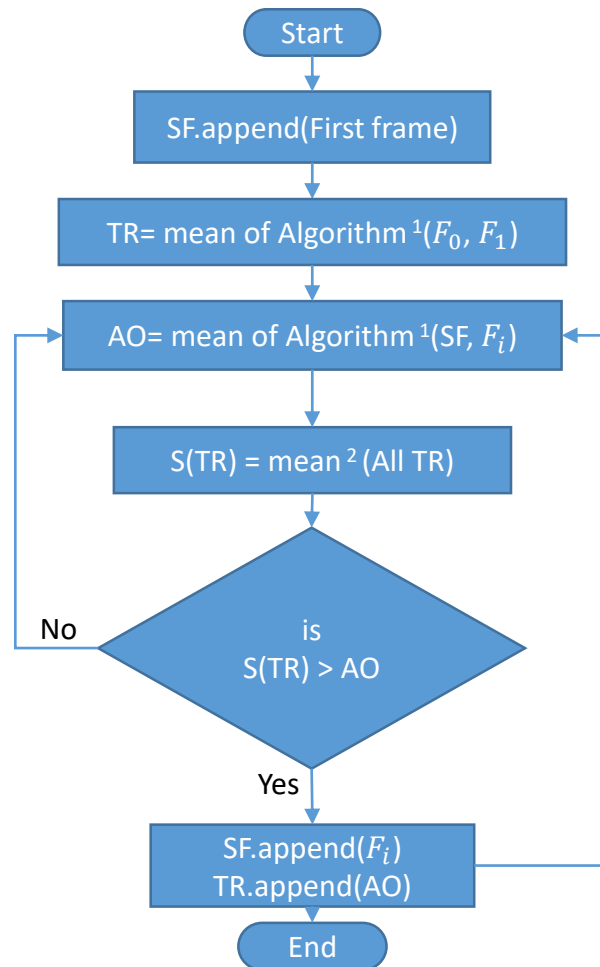 Start
SF.append(First frame)
TR= mean of Algorithm ¹(F₀, F₁)
AO= mean of Algorithm ¹(SF, Fᵢ)
S(TR) = mean ² (All TR)
is
S(TR) > AO
No
Yes
SF.append(Fᵢ)
TR.append(AO)
End